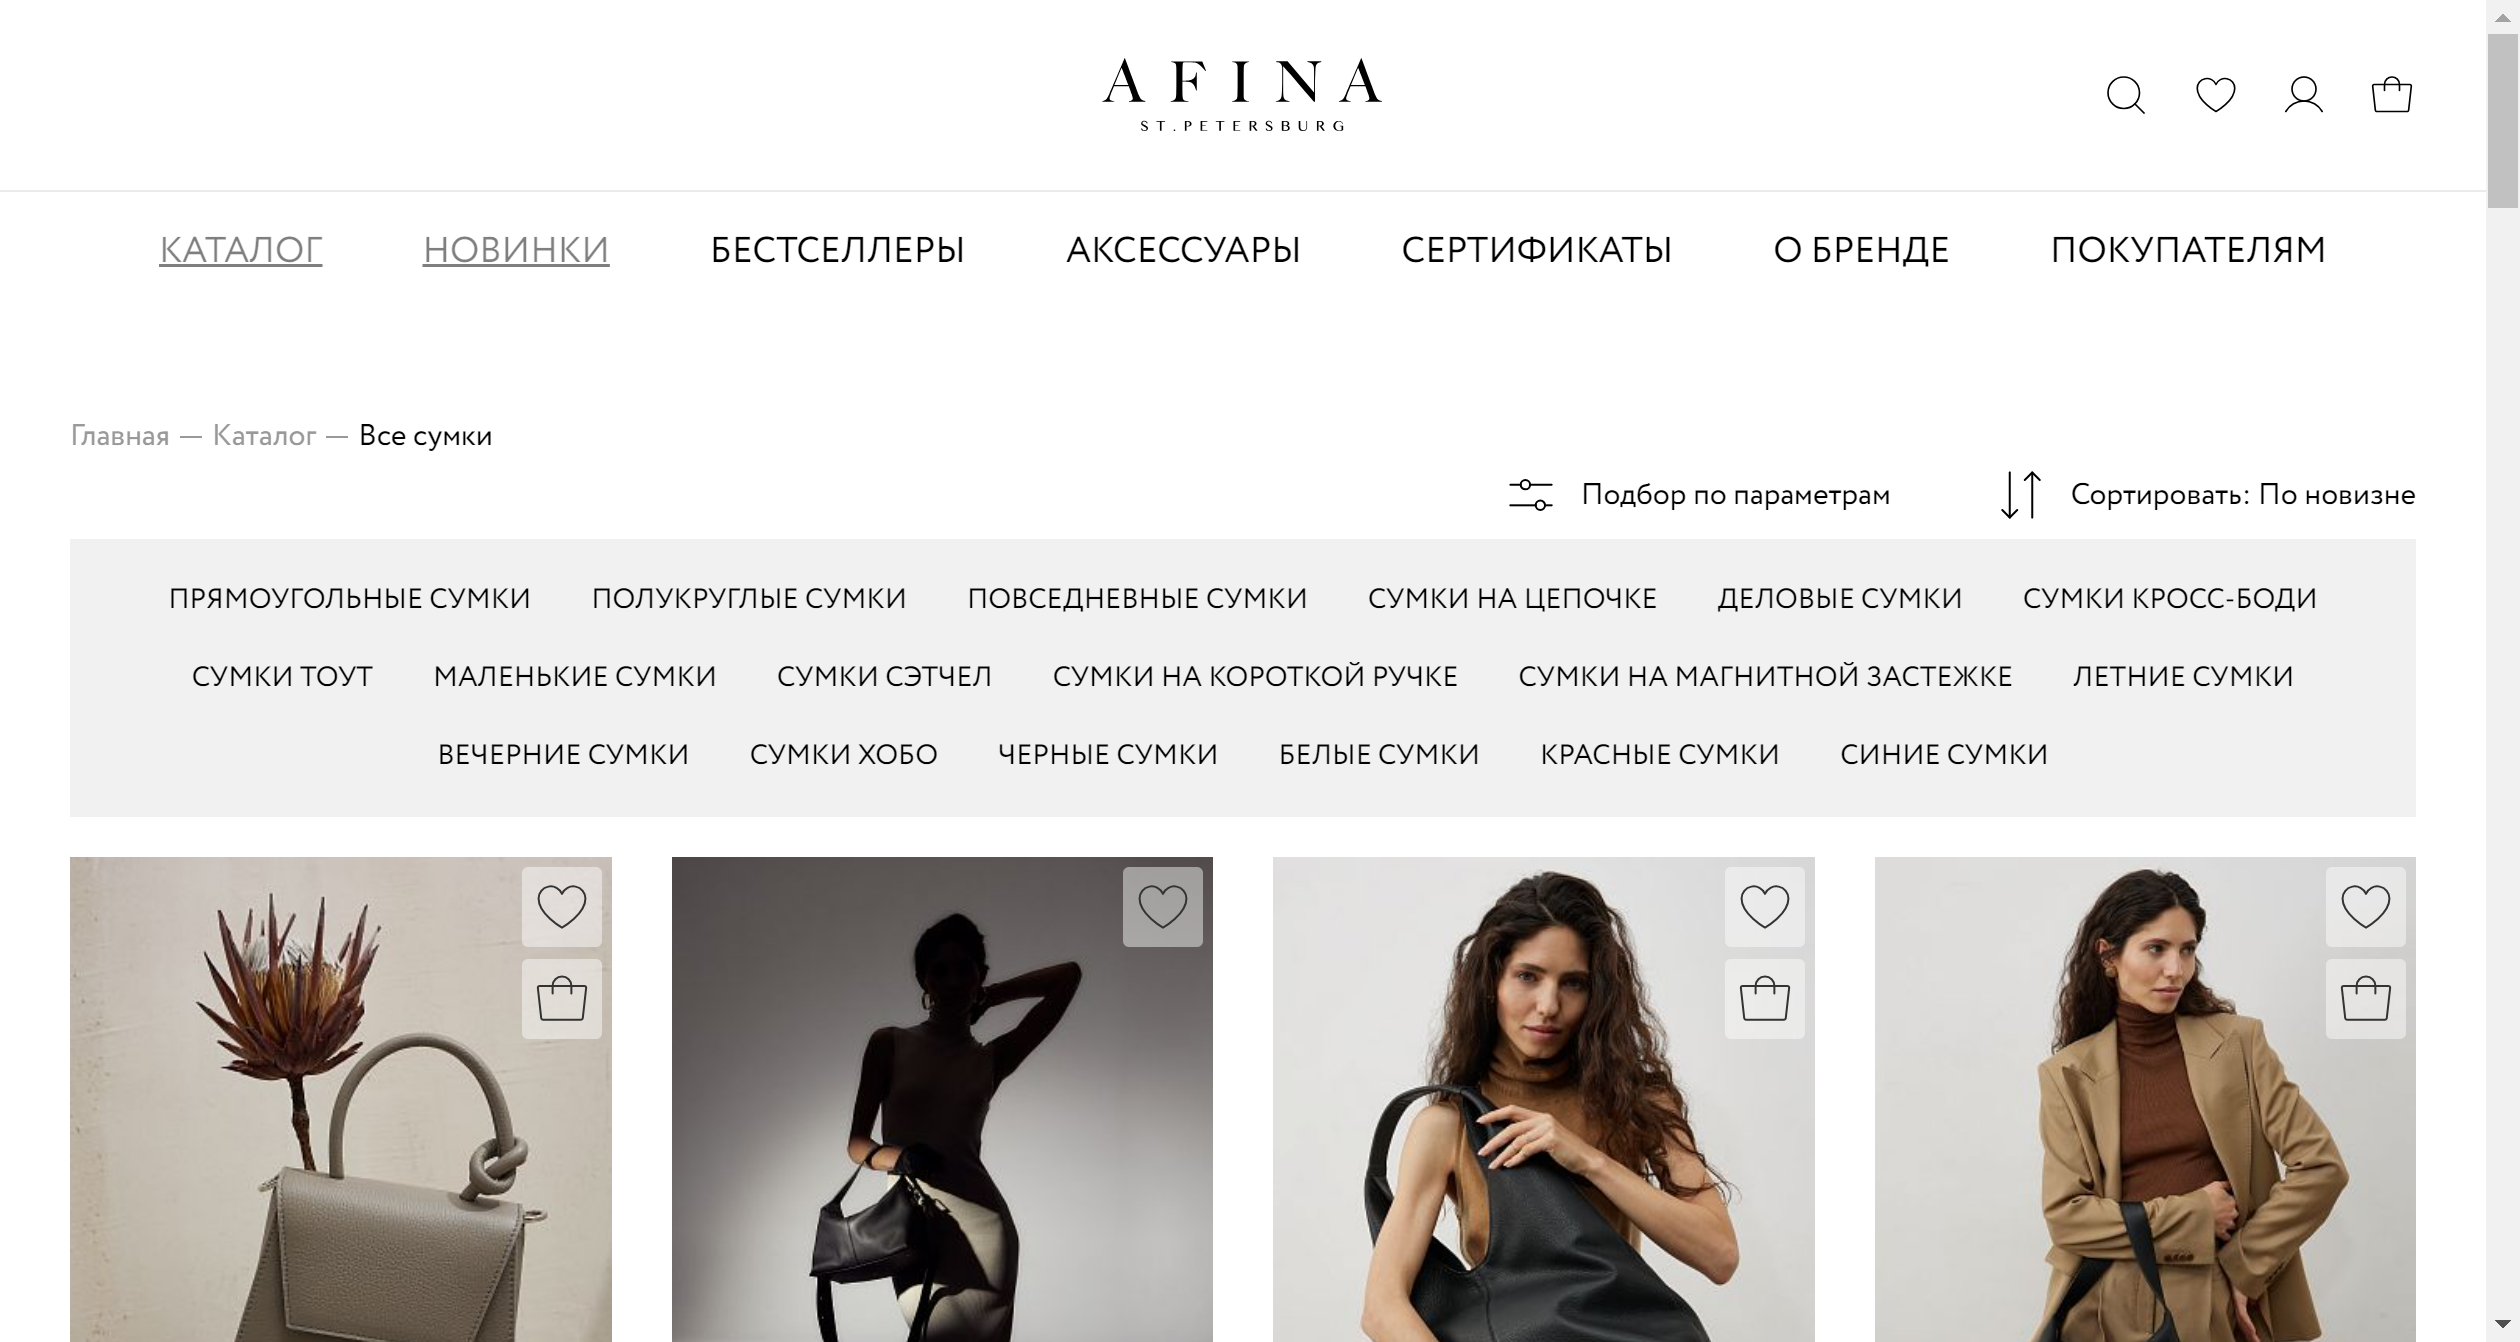 AFINA
ST.PETERSBURG
КАТАЛОГ НОВИНКИ БЕСТСЕЛЛЕРЫ АКСЕССУАРЫ СЕРТИФИКАТЫ О БРЕНДЕ ПОКУПАТЕЛЯМ
Главная — Каталог — Все сумки
Подбор по параметрам Сортировать: По новизне
ПРЯМОУГОЛЬНЫЕ СУМКИ ПОЛУКРУГЛЫЕ СУМКИ ПОВСЕДНЕВНЫЕ СУМКИ СУМКИ НА ЦЕПОЧКЕ ДЕЛОВЫЕ СУМКИ СУМКИ КРОСС-БОДИ
СУМКИ ТОУТ МАЛЕНЬКИЕ СУМКИ СУМКИ СЭТЧЕЛ СУМКИ НА КОРОТКОЙ РУЧКЕ СУМКИ НА МАГНИТНОЙ ЗАСТЕЖКЕ ЛЕТНИЕ СУМКИ
ВЕЧЕРНИЕ СУМКИ СУМКИ ХОБО ЧЕРНЫЕ СУМКИ БЕЛЫЕ СУМКИ КРАСНЫЕ СУМКИ СИНИЕ СУМКИ